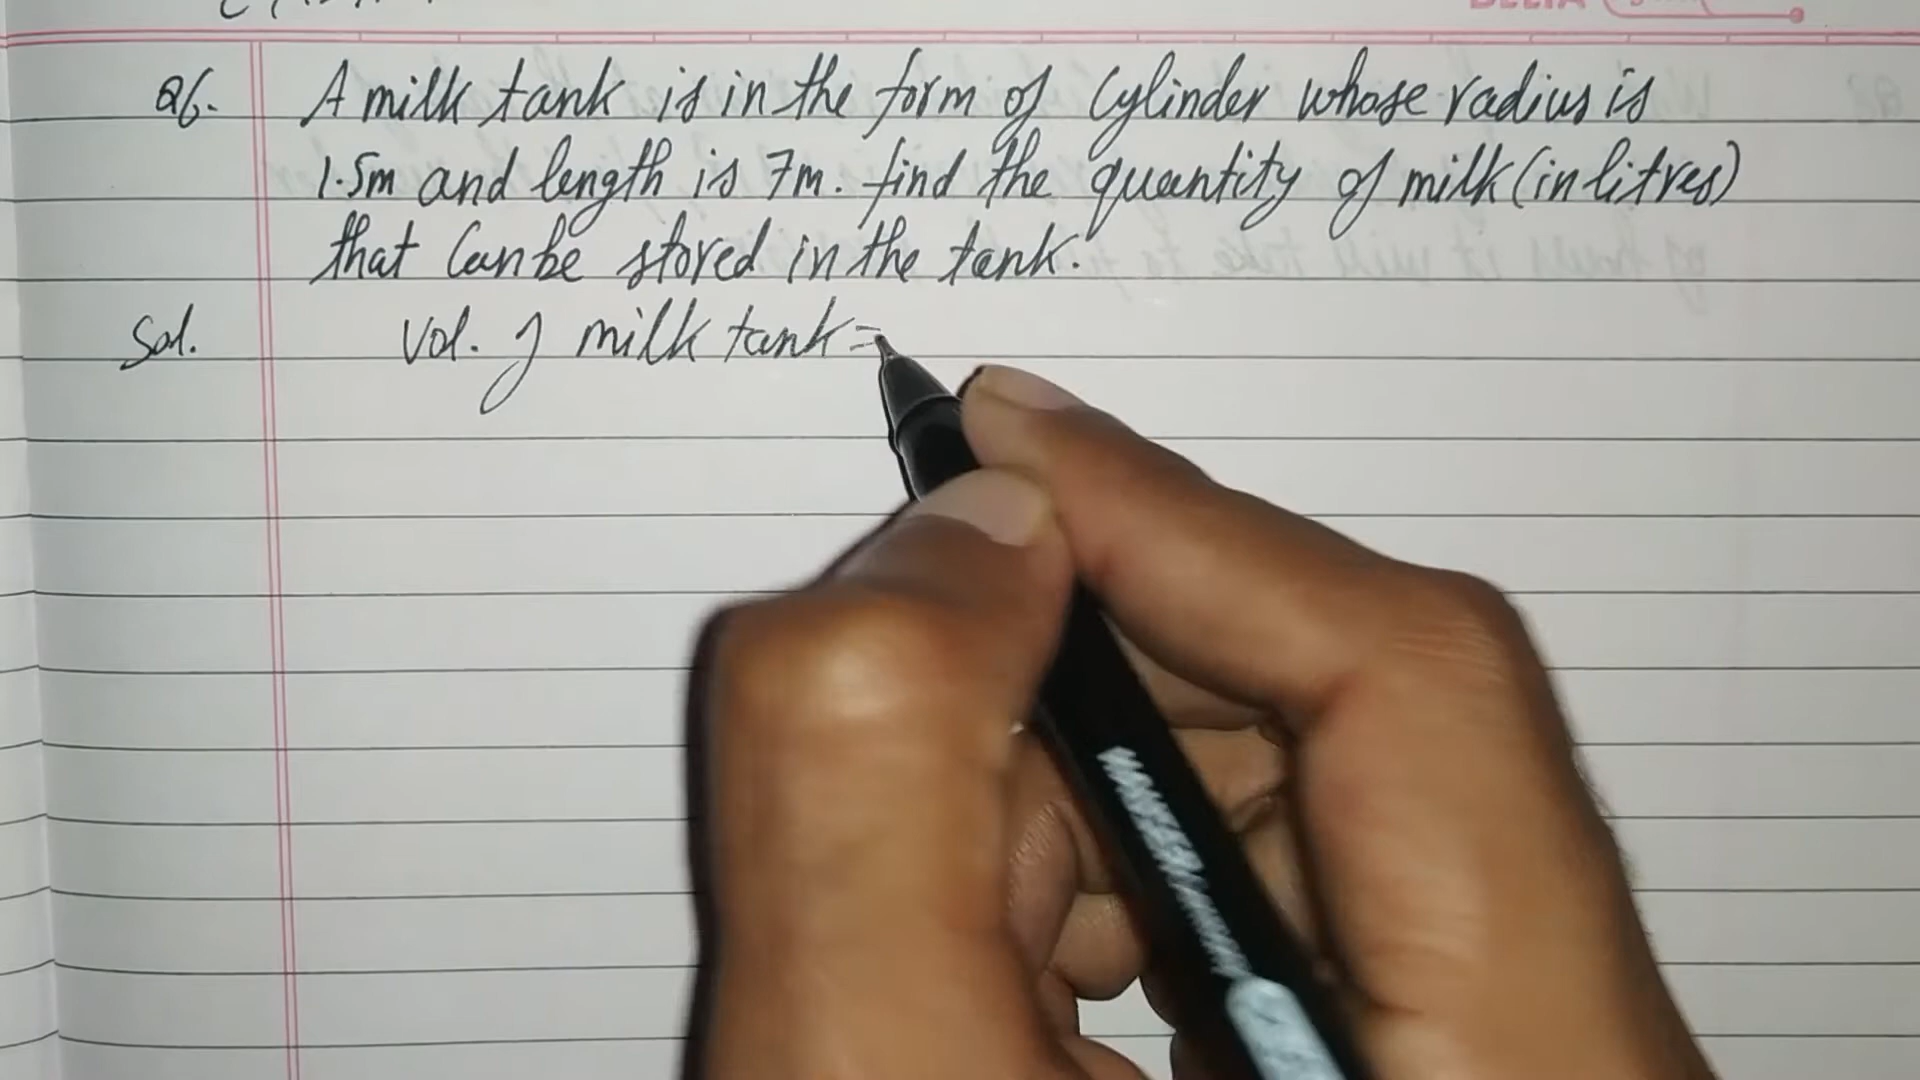 Q6. A milk tank is in the form of Cylinder whose radius is
1.5m and length is 7m. find the quantity of milk (in litres)
that can be stored in the tank.
Sol. Vol. of milk tank =